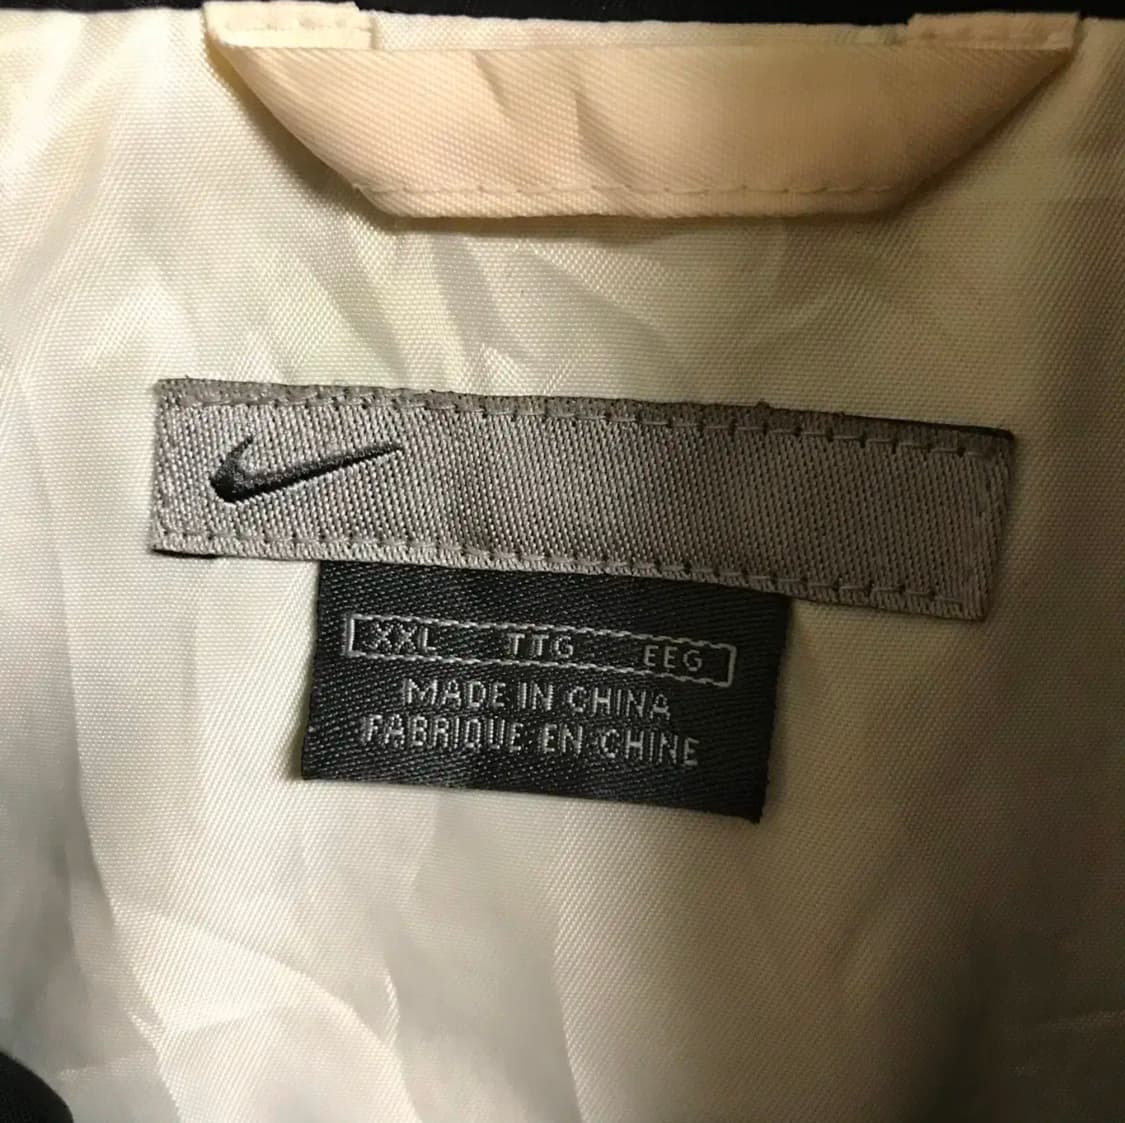 XXL TTG EEG
MADE IN CHINA
FABRIQUE EN CHINE